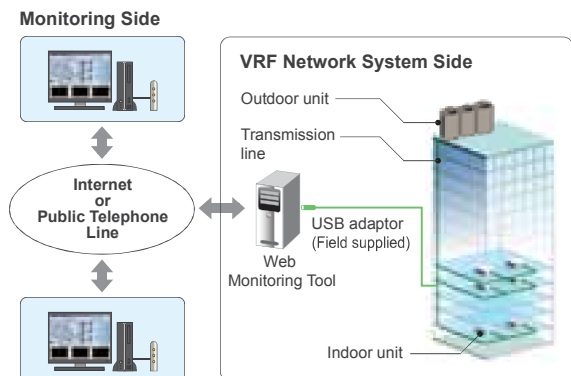 Monitoring Side
VRF Network System Side
Outdoor unit
Transmission
line
Internet
or
Public Telephone
Line
USB adaptor
(Field supplied)
Web
Monitoring Tool
Indoor unit